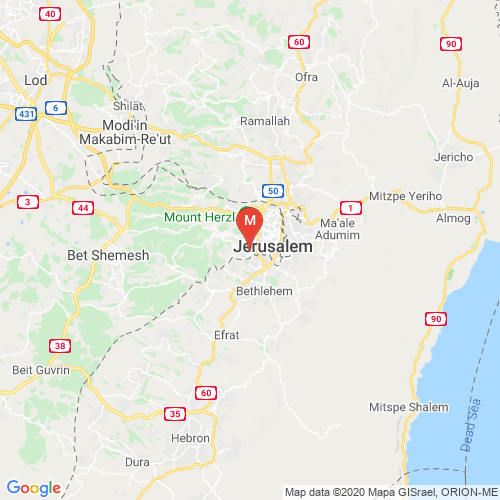 40
60
90
Ofra
Lod
Al-Auja
Shilat
6
431
Ramallah
Modi'in
Makabim-Re'ut
Jericho
50
Mitzpe Yeriho
3
44
1
Mount Herzl
M
Almog
Ma'ale
Adumim
Jerusalem
Bet Shemesh
Bethlehem
90
Efrat
38
Beit Guvrin
60
35
Mitspe Shalem
Dead Sea
Hebron
Dura
Google
Map data ©2020 Mapa GISrael, ORION-ME